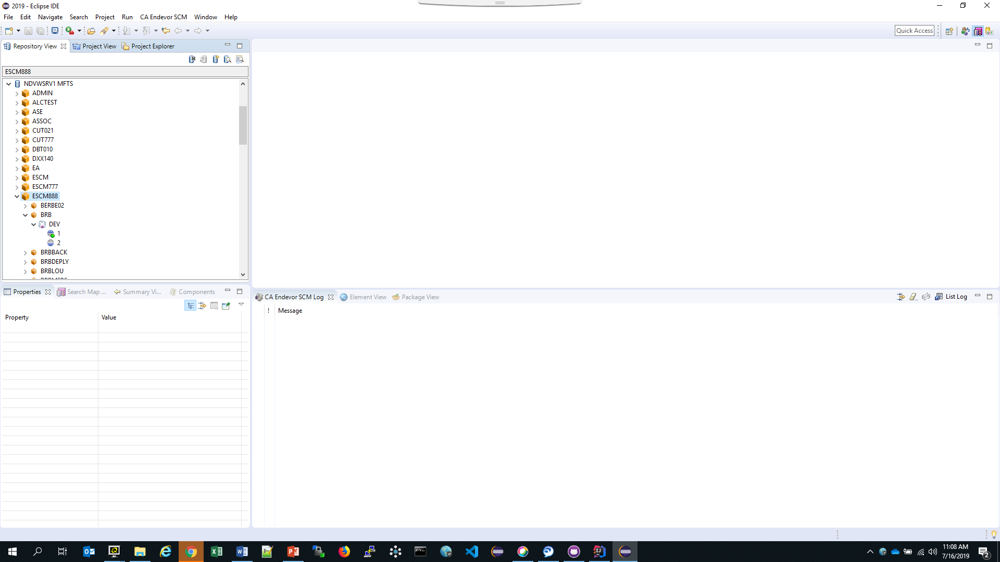 2019 - Eclipse IDE
File Edit Navigate Search Project Run CA Endevor SCM Window Help
Quick Access
Repository View Project View Project Explorer
ESCM888
NDVWSRV1 MFTS
ADMIN
ALCTEST
ASE
ASSOC
CUT021
CUT777
DBT010
DXX140
EA
ESCM
ESCM777
ESCM888
BERBE02
BRB
DEV
1
2
BRBBACK
BRBDEPLY
BRBLOU
Properties Search Map ... Summary Vi... Components
Property Value
CA Endevor SCM Log Element View Package View
List Log
! Message
11:08 AM
7/16/2019
2